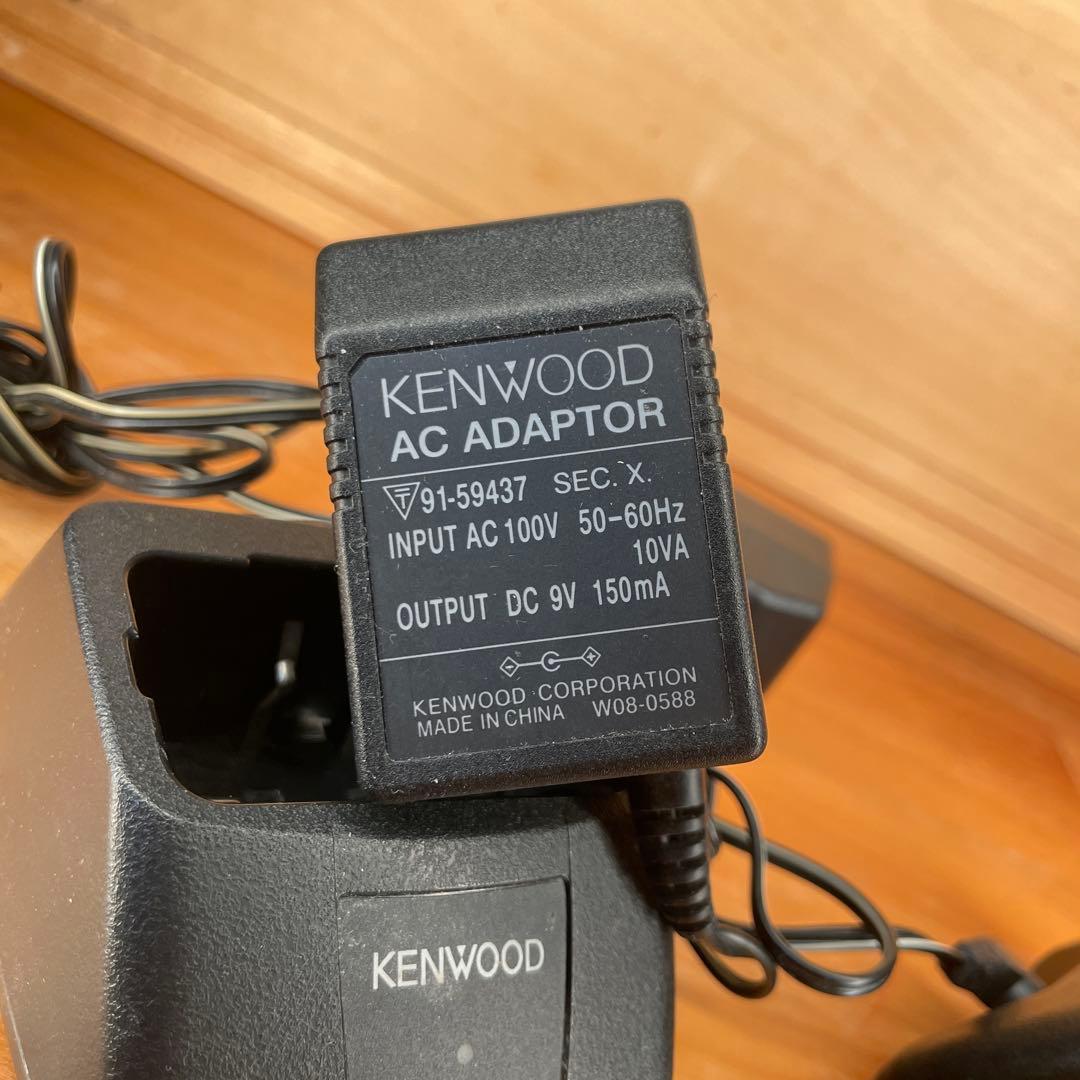 KENWOOD
AC ADAPTOR
T 91-59437 SEC. X.
INPUT AC 100V 50-60Hz
10VA
OUTPUT DC 9V 150mA
- C +
KENWOOD CORPORATION
MADE IN CHINA W08-0588
KENWOOD